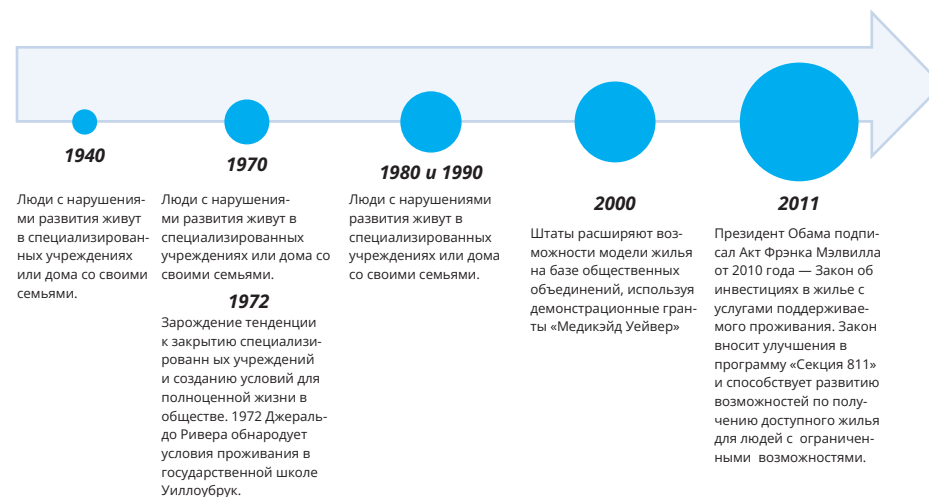 1940
Люди с нарушения-
ми развития живут
в специализирован-
ных учреждениях
или дома со своими
семьями.
1970
Люди с нарушения-
ми развития живут в
специализированных
учреждениях или дома со
своими семьями.
1972
Зарождение тенденции
к закрытию специализи-
рованн ых учреждений
и созданию условий для
полноценной жизни в
обществе. 1972 Джераль-
до Ривера обнародует
условия проживания в
государственной школе
Уиллоубрук.
1980 и 1990
Люди с нарушениями
развития живут в
специализированных
учреждениях или дома
со своими семьями.
2000
Штаты расширяют воз-
можности модели жилья
на базе общественных
объединений, используя
демонстрационные гран-
ты «Медикэйд Уейвер»
2011
Президент Обама подпи-
сал Акт Фрэнка Мэлвилла
от 2010 года — Закон об
инвестициях в жилье с
услугами поддерживае-
мого проживания. Закон
вносит улучшения в
программу «Секция 811»
и способствует развитию
возможностей по полу-
чению доступного жилья
для людей с  ограничен-
ными  возможностями.